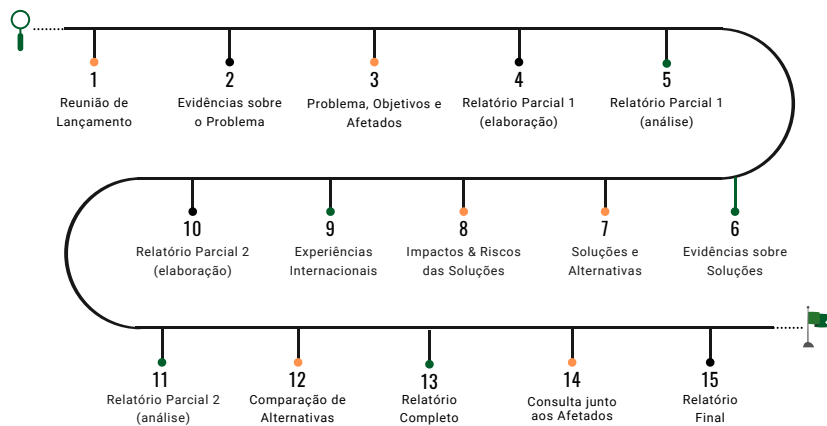 1
Reunião de
Lançamento
2
Evidências sobre
o Problema
3
Problema, Objetivos e
Afetados
4
Relatório Parcial 1
(elaboração)
5
Relatório Parcial 1
(análise)
6
Evidências sobre
Soluções
7
Soluções e
Alternativas
8
Impactos & Riscos
das Soluções
9
Experiências
Internacionais
10
Relatório Parcial 2
(elaboração)
11
Relatório Parcial 2
(análise)
12
Comparação de
Alternativas
13
Relatório
Completo
14
Consulta junto
aos Afetados
15
Relatório
Final